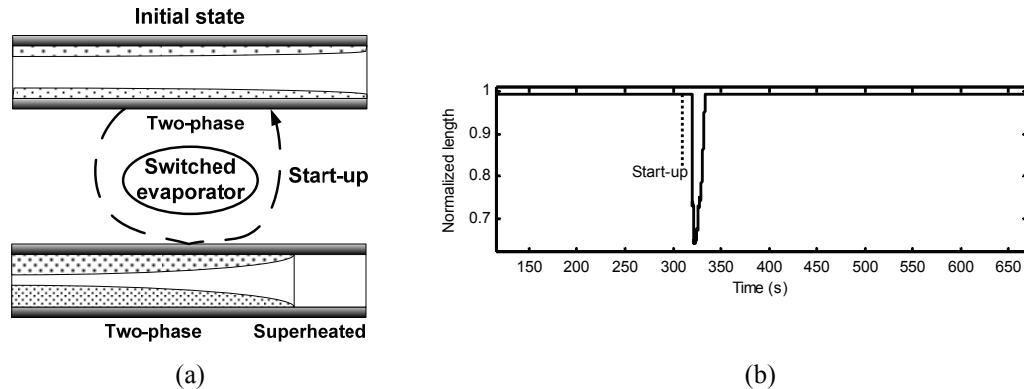 Initial state
Two-phase
Switched
evaporator
Start-up
Two-phase
Superheated
(a)
Normalized length
1
0.9
0.8
0.7
Start-up
150 200 250 300 350 400 450 500 550 600 650
Time (s)
(b)